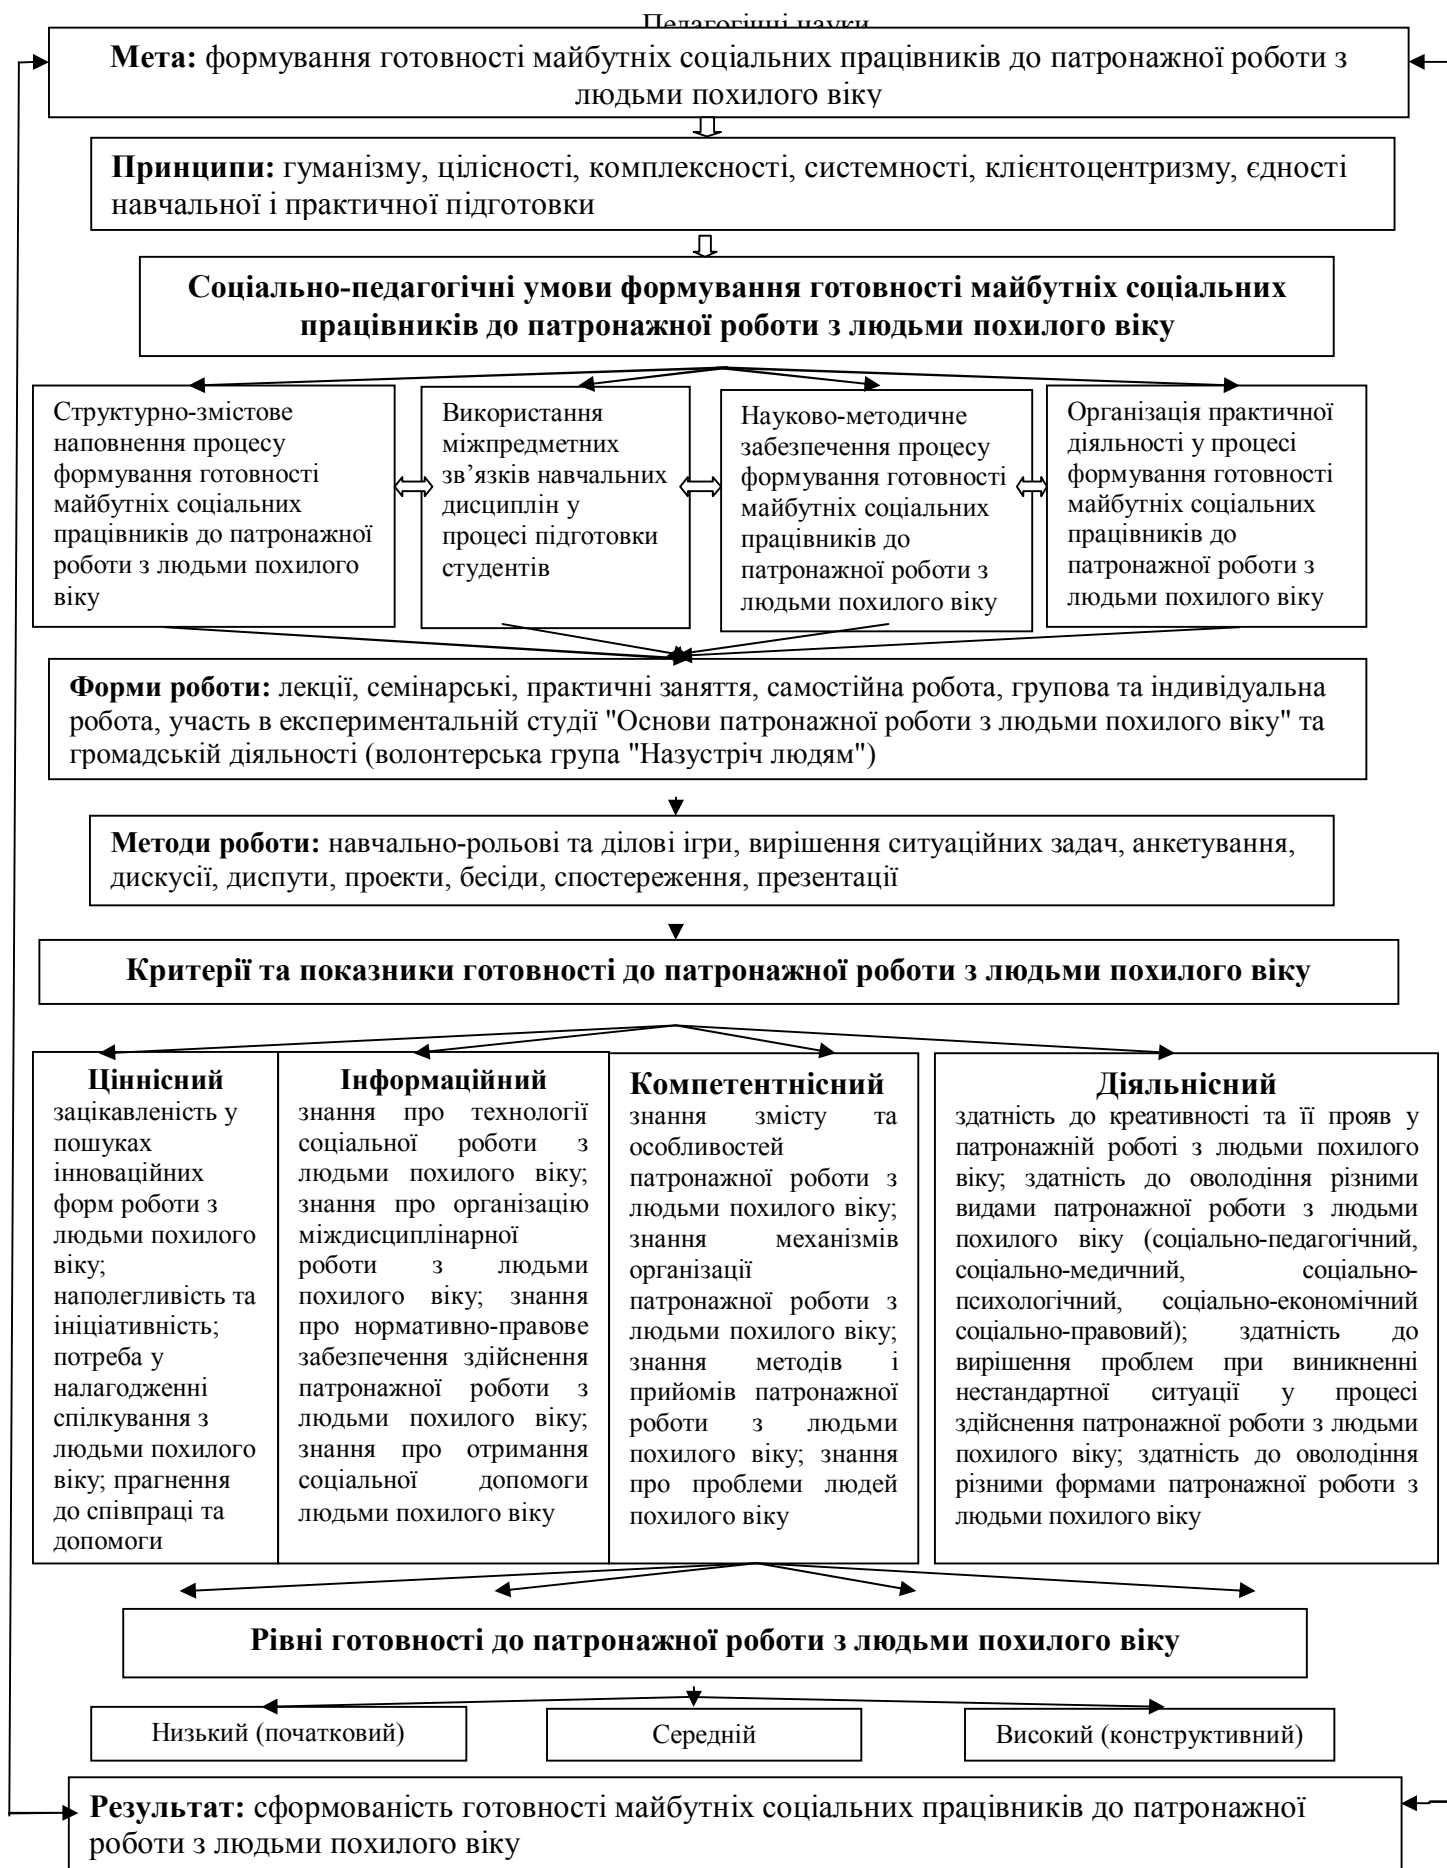 Педагогічні науки
Мета: формування готовності майбутніх соціальних працівників до патронажної роботи з
людьми похилого віку
Принципи: гуманізму, цілісності, комплексності, системності, клієнтоцентризму, єдності
навчальної і практичної підготовки
Соціально-педагогічні умови формування готовності майбутніх соціальних
працівників до патронажної роботи з людьми похилого віку
Структурно-змістове
наповнення процесу
формування готовності
майбутніх соціальних
працівників до патронажної
роботи з людьми похилого
віку
Використання
міжпредметних
зв’язків навчальних
дисциплін у
процесі підготовки
студентів
Науково-методичне
забезпечення процесу
формування готовності
майбутніх соціальних
працівників до
патронажної роботи з
людьми похилого віку
Організація практичної
діяльності у процесі
формування готовності
майбутніх соціальних
працівників до
патронажної роботи з
людьми похилого віку
Форми роботи: лекції, семінарські, практичні заняття, самостійна робота, групова та індивідуальна
робота, участь в експериментальній студії "Основи патронажної роботи з людьми похилого віку" та
громадській діяльності (волонтерська група "Назустріч людям")
Методи роботи: навчально-рольові та ділові ігри, вирішення ситуаційних задач, анкетування,
дискусії, диспути, проекти, бесіди, спостереження, презентації
Критерії та показники готовності до патронажної роботи з людьми похилого віку
Ціннісний
зацікавленість у
пошуках
інноваційних
форм роботи з
людьми похилого
віку;
наполегливість та
ініціативність;
потреба у
налагодженні
спілкування з
людьми похилого
віку; прагнення
до співпраці та
допомоги
Інформаційний
знання про технології
соціальної роботи з
людьми похилого віку;
знання про організацію
міждисциплінарної
роботи з людьми
похилого віку; знання
про нормативно-правове
забезпечення здійснення
патронажної роботи з
людьми похилого віку;
знання про отримання
соціальної допомоги
людьми похилого віку
Компетентнісний
знання змісту та
особливостей
патронажної роботи з
людьми похилого віку;
знання механізмів
організації
патронажної роботи з
людьми похилого віку;
знання методів і
прийомів патронажної
роботи з людьми
похилого віку; знання
про проблеми людей
похилого віку
Діяльнісний
здатність до креативності та її прояв у
патронажній роботі з людьми похилого
віку; здатність до оволодіння різними
видами патронажної роботи з людьми
похилого віку (соціально-педагогічний,
соціально-медичний, соціально-
психологічний, соціально-економічний
соціально-правовий); здатність до
вирішення проблем при виникненні
нестандартної ситуації у процесі
здійснення патронажної роботи з людьми
похилого віку; здатність до оволодіння
різними формами патронажної роботи з
людьми похилого віку
Рівні готовності до патронажної роботи з людьми похилого віку
Низький (початковий)
Середній
Високий (конструктивний)
Результат: сформованість готовності майбутніх соціальних працівників до патронажної
роботи з людьми похилого віку